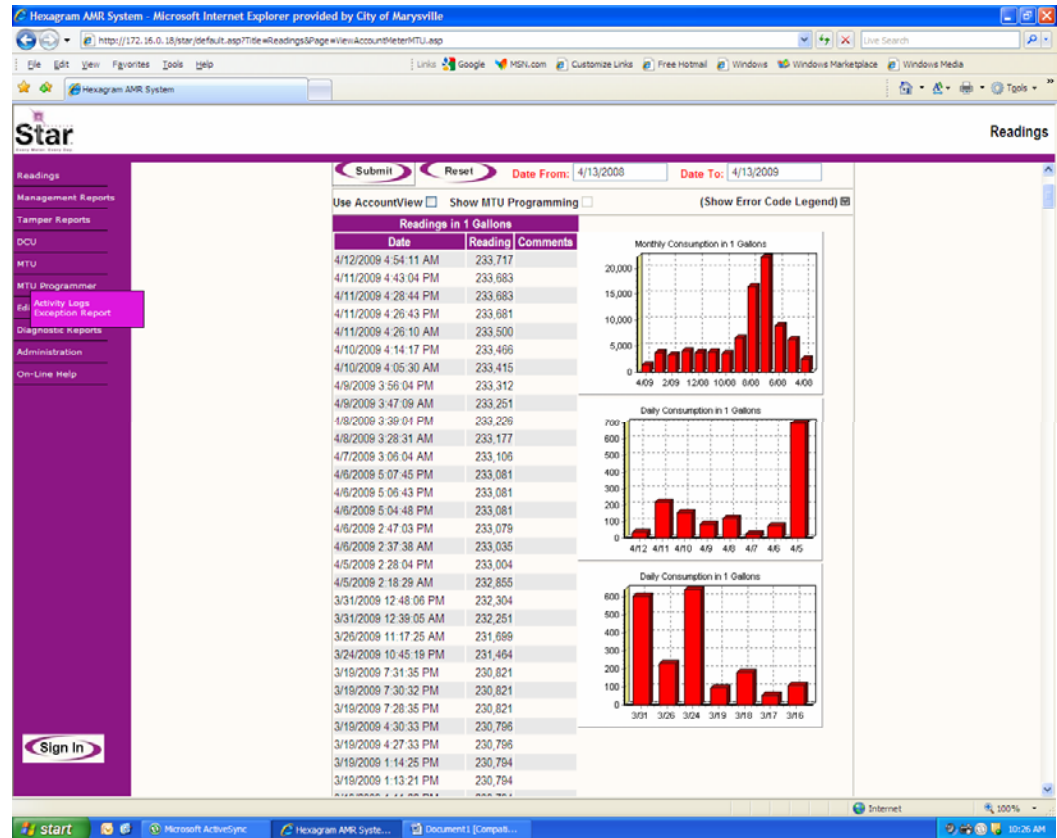 Hexagram AMR System - Microsoft Internet Explorer provided by City of Marysville
http://172.16.0.18/star/default.asp?Title=Readings&Page=ViewAccountMeterMTU.asp
Live Search
File Edit View Favorites Tools Help
Links Google MSN.com Customize Links Free Hotmail Windows Windows Marketplace Windows Media
Hexagram AMR System
Tools
Star
Readings
Readings
Management Reports
Tamper Reports
DCU
MTU
MTU Programmer
Activity Logs
Exception Report
Diagnostic Reports
Administration
On-Line Help
Sign In
Submit Reset Date From: 4/13/2008 Date To: 4/13/2009
Use AccountView Show MTU Programming (Show Error Code Legend)
Readings in 1 Gallons
Date Reading Comments
4/12/2009 4:54:11 AM 233,717
4/11/2009 4:43:04 PM 233,683
4/11/2009 4:28:44 PM 233,683
4/11/2009 4:26:43 PM 233,681
4/11/2009 4:26:10 AM 233,500
4/10/2009 4:14:17 PM 233,466
4/10/2009 4:05:30 AM 233,415
4/9/2009 3:56:04 PM 233,312
4/9/2009 3:47:09 AM 233,251
4/8/2009 3:39:01 PM 233,226
4/8/2009 3:28:31 AM 233,177
4/7/2009 3:06:04 AM 233,106
4/6/2009 5:07:45 PM 233,081
4/6/2009 5:06:43 PM 233,081
4/6/2009 5:04:48 PM 233,081
4/6/2009 2:47:03 PM 233,079
4/6/2009 2:37:38 AM 233,035
4/5/2009 2:28:04 PM 233,004
4/5/2009 2:18:29 AM 232,855
3/31/2009 12:48:06 PM 232,304
3/31/2009 12:39:05 AM 232,251
3/26/2009 11:17:25 AM 231,699
3/24/2009 10:45:19 PM 231,464
3/19/2009 7:31:35 PM 230,821
3/19/2009 7:30:32 PM 230,821
3/19/2009 7:28:35 PM 230,821
3/19/2009 4:30:33 PM 230,796
3/19/2009 4:27:33 PM 230,796
3/19/2009 1:14:25 PM 230,794
3/19/2009 1:13:21 PM 230,794
Monthly Consumption in 1 Gallons
20,000
15,000
10,000
5,000
0
4/09 2/09 12/08 10/08 8/08 6/08 4/08
Daily Consumption in 1 Gallons
700
600
500
400
300
200
100
0
4/12 4/11 4/10 4/9 4/8 4/7 4/6 4/5
Daily Consumption in 1 Gallons
600
500
400
300
200
100
0
3/31 3/26 3/24 3/19 3/18 3/17 3/16
Internet 100%
start Microsoft ActiveSync Hexagram AMR Syste... Document1 [Compati... 10:26 AM